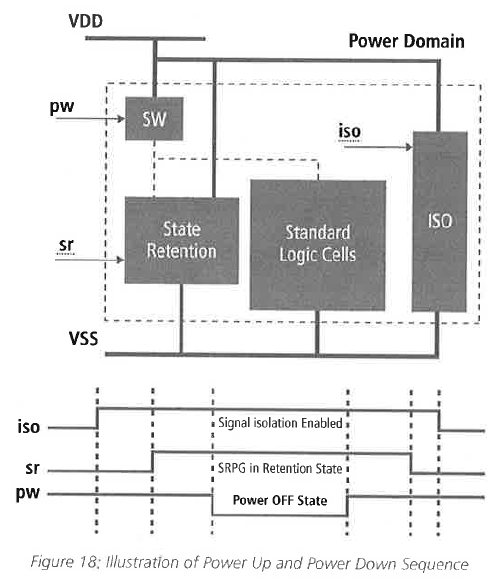 VDD
Power Domain
pw
SW
iso
State
Retention
Standard
Logic Cells
ISO
sr
VSS
iso
Signal isolation Enabled
sr
SRPG in Retention State
pw
Power OFF State
Figure 18: Illustration of Power Up and Power Down Sequence